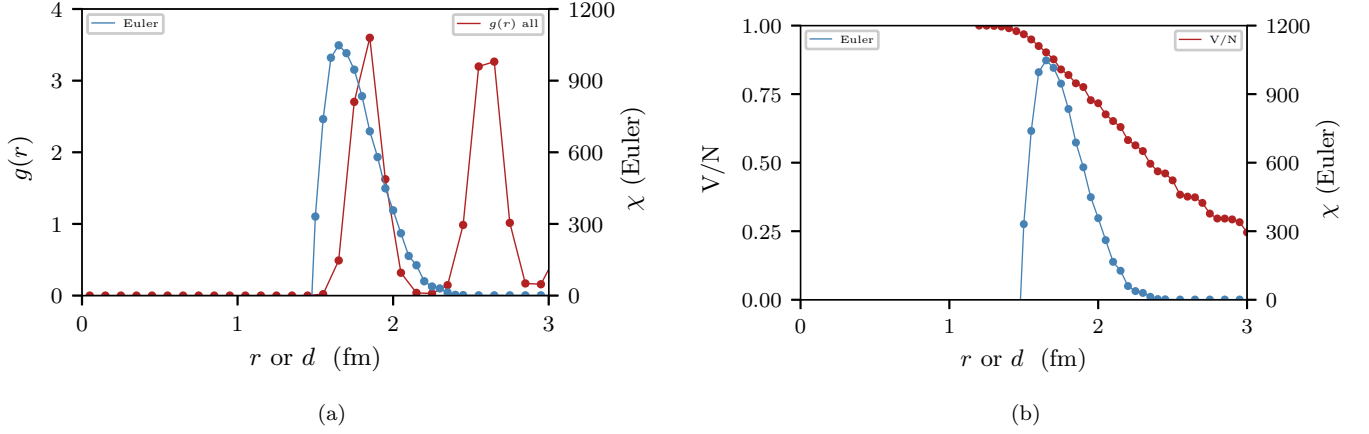 Euler
g(r) all
4
3
2
1
0
g(r)
1200
900
600
300
0
χ (Euler)
0
1
2
3
r or d (fm)
(a)
Euler
V/N
1.00
0.75
0.50
0.25
0.00
V/N
1200
900
600
300
0
χ (Euler)
0
1
2
3
r or d (fm)
(b)